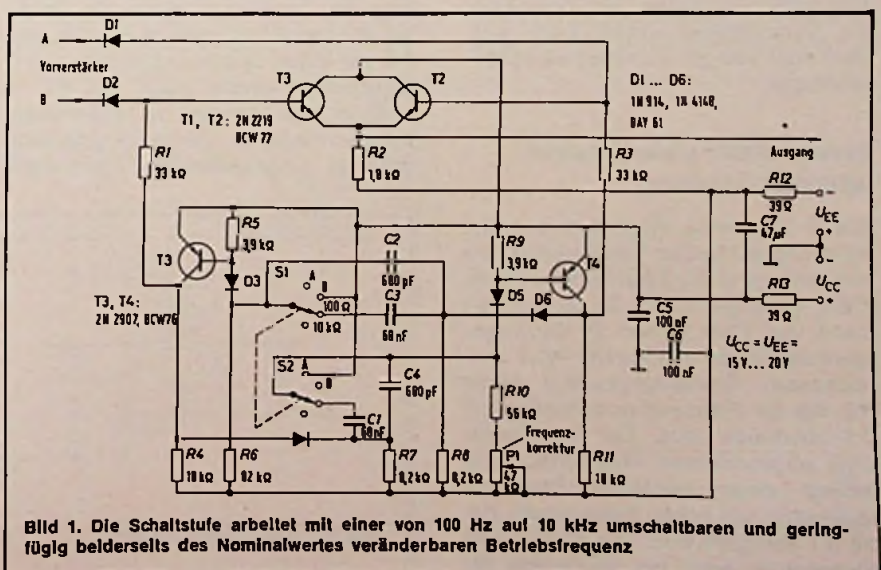 D1
A
Vorverstärker
D2
B
T3
T2
T1, T2: 2N 2219
BCW 77
D1 ... D6:
1N 914, 1N 4148,
BAY 61
R1
33 kΩ
R2
1,8 kΩ
R3
33 kΩ
Ausgang
R12
39 Ω
−
UEE
+
−
UCC
+
C7
47µF
R13
39 Ω
T3
R5
3,9 kΩ
D3
S1
A
B
100 Ω
10 kΩ
C2
680 pF
C3
68 nF
R9
3,9 kΩ
T4
D5
D6
C5
100 nF
C6
100 nF
UCC = UEE =
15 V... 20 V
T3, T4:
2N 2907, BCW76
S2
A
B
C4
680 pF
C1
68nF
R10
56 kΩ
Frequenz-
korrektur
R4
18 kΩ
R6
82 kΩ
R7
8,2 kΩ
R8
8,2 kΩ
P1
47
kΩ
R11
18 kΩ
Bild 1. Die Schaltstufe arbeitet mit einer von 100 Hz auf 10 kHz umschaltbaren und gering-
fügig beiderseits des Nominalwertes veränderbaren Betriebsfrequenz